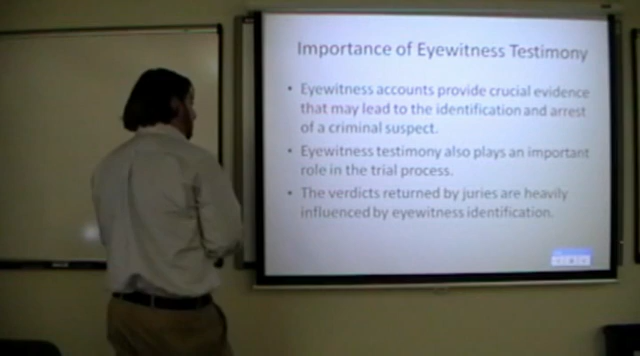 Importance of Eyewitness Testimony
• Eyewitness accounts provide crucial evidence
that may lead to the identification and arrest
of a criminal suspect.
• Eyewitness testimony also plays an important
role in the trial process.
• The verdicts returned by juries are heavily
influenced by eyewitness identification.